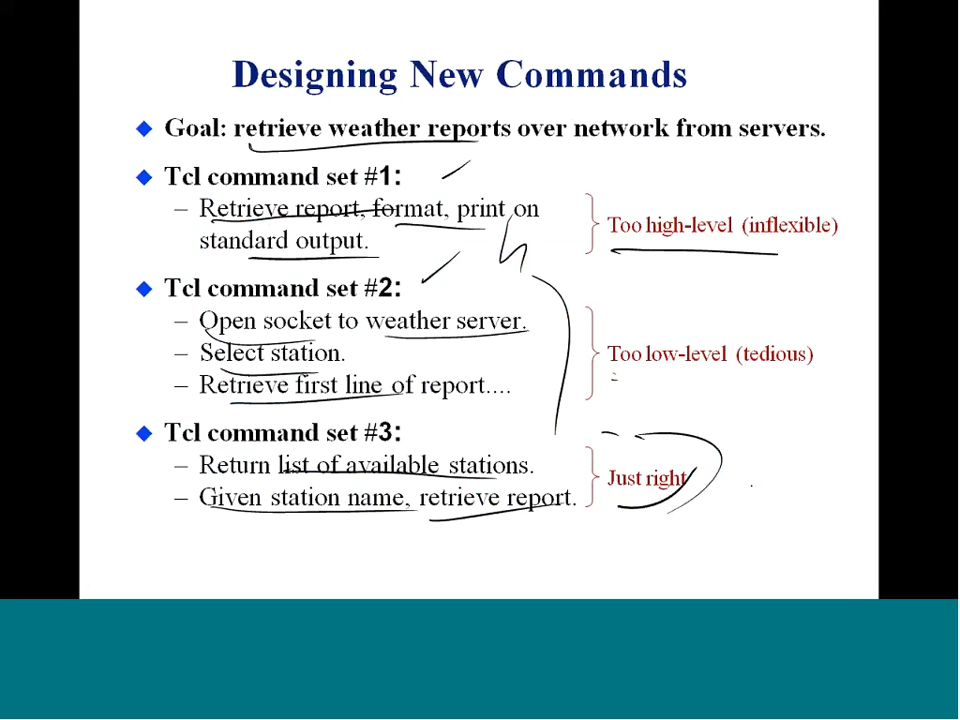 Designing New Commands
Goal: retrieve weather reports over network from servers.
Tcl command set #1:
– Retrieve report, format, print on
standard output.
Too high-level (inflexible)
Tcl command set #2:
– Open socket to weather server.
– Select station.
– Retrieve first line of report....
Too low-level (tedious)
Tcl command set #3:
– Return list of available stations.
– Given station name, retrieve report.
Just right